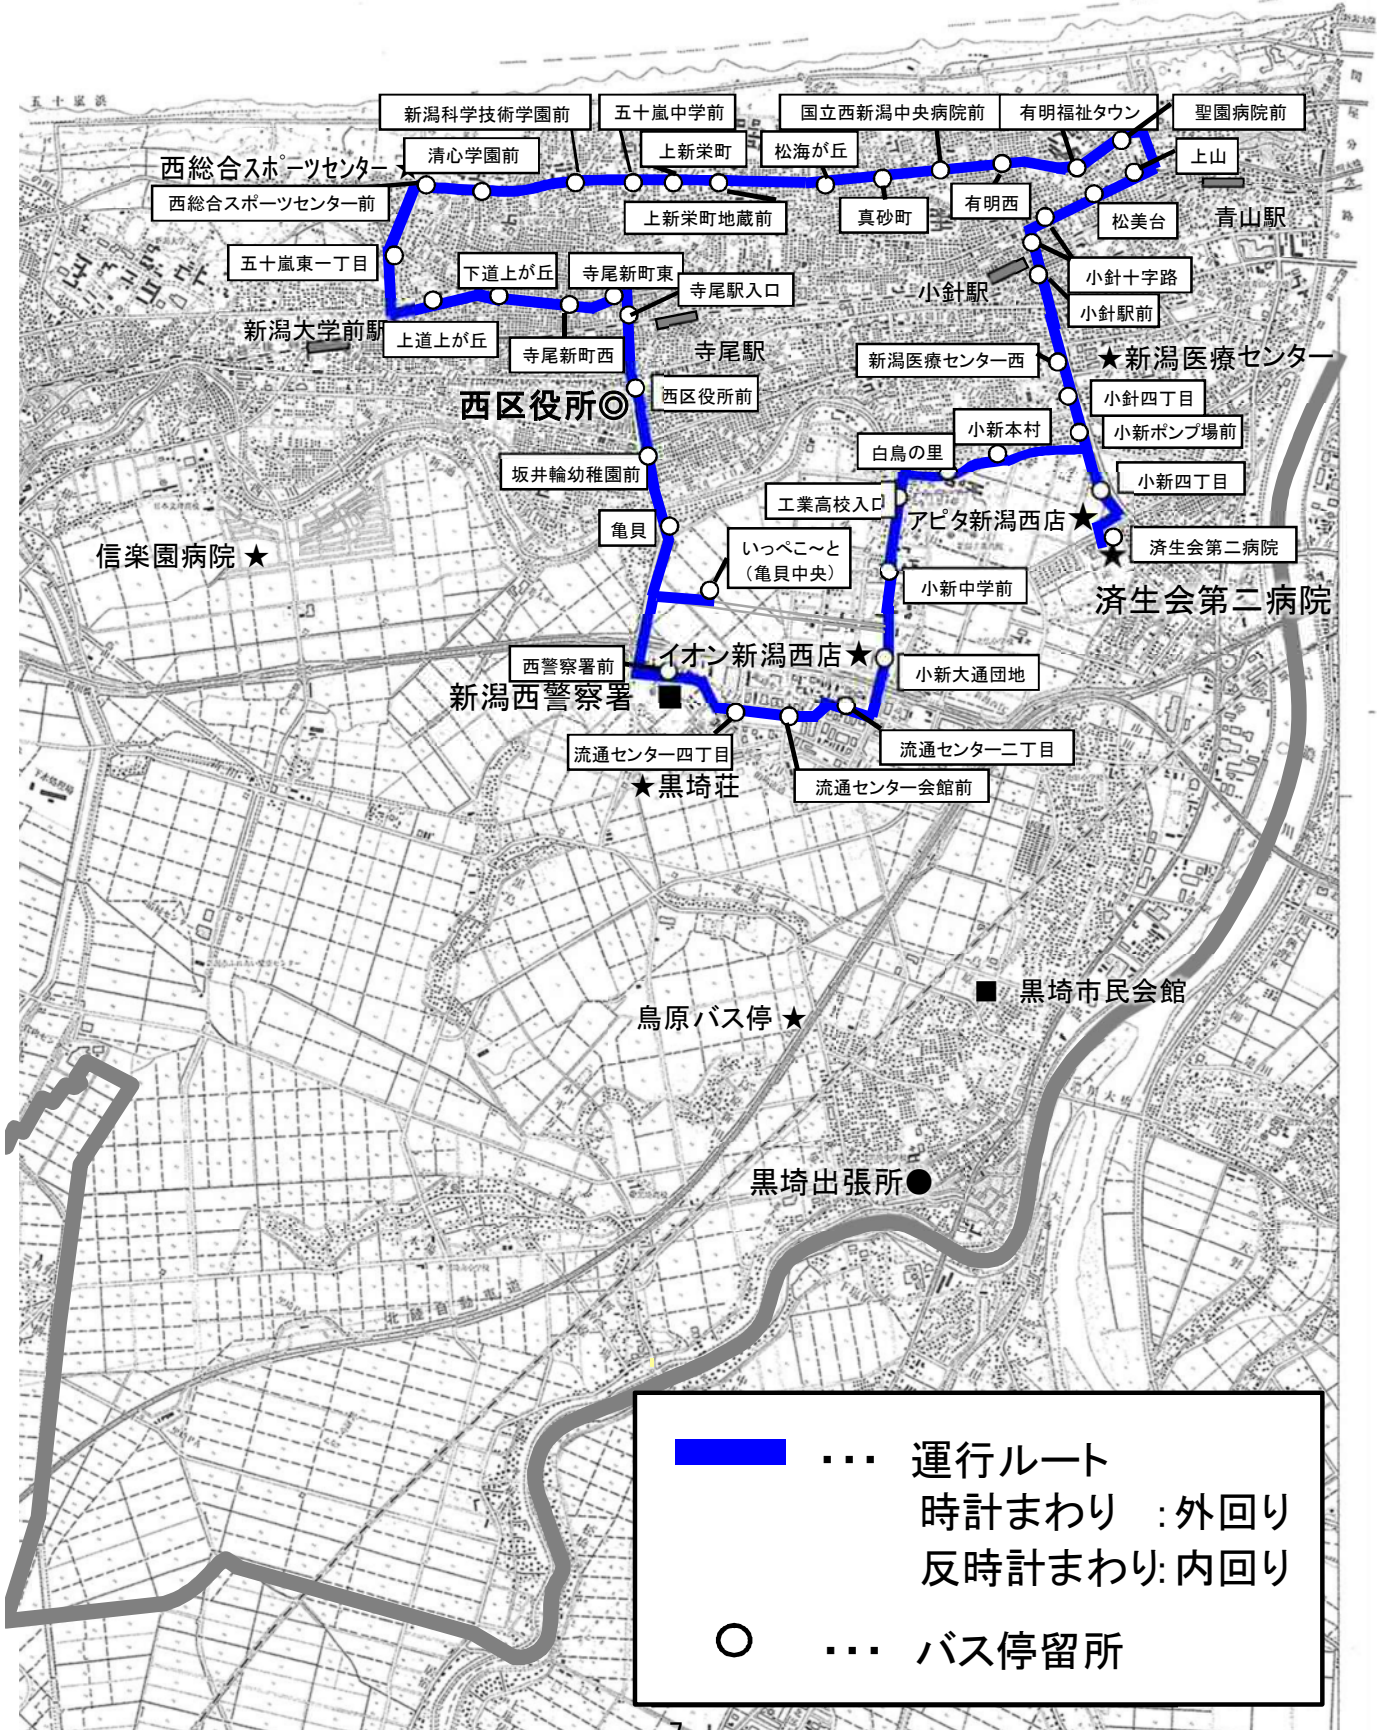 五十嵐浜
新潟科学技術学園前
五十嵐中学前
国立西新潟中央病院前
有明福祉タウン
聖園病院前
清心学園前
上新栄町
松海が丘
上山
西総合スポーツセンター★
西総合スポーツセンター前
上新栄町地蔵前
真砂町
有明西
松美台
青山駅
五十嵐東一丁目
下道上が丘
寺尾新町東
寺尾駅入口
小針駅
小針十字路
小針駅前
新潟大学前駅
上道上が丘
寺尾新町西
寺尾駅
新潟医療センター西
★新潟医療センター
西区役所◎
西区役所前
小針四丁目
小新本村
小新ポンプ場前
坂井輪幼稚園前
白鳥の里
小新四丁目
工業高校入口
亀貝
アピタ新潟西店★
信楽園病院★
いっぺこ～と
(亀貝中央)
済生会第二病院
小新中学前
★
済生会第二病院
西警察署前
イオン新潟西店★
小新大通団地
新潟西警察署■
流通センター四丁目
流通センター二丁目
★黒埼荘
流通センター会館前
■ 黒埼市民会館
鳥原バス停★
黒埼出張所●
北陸自動車道
･･･ 運行ルート
時計まわり :外回り
反時計まわり:内回り
･･･ バス停留所